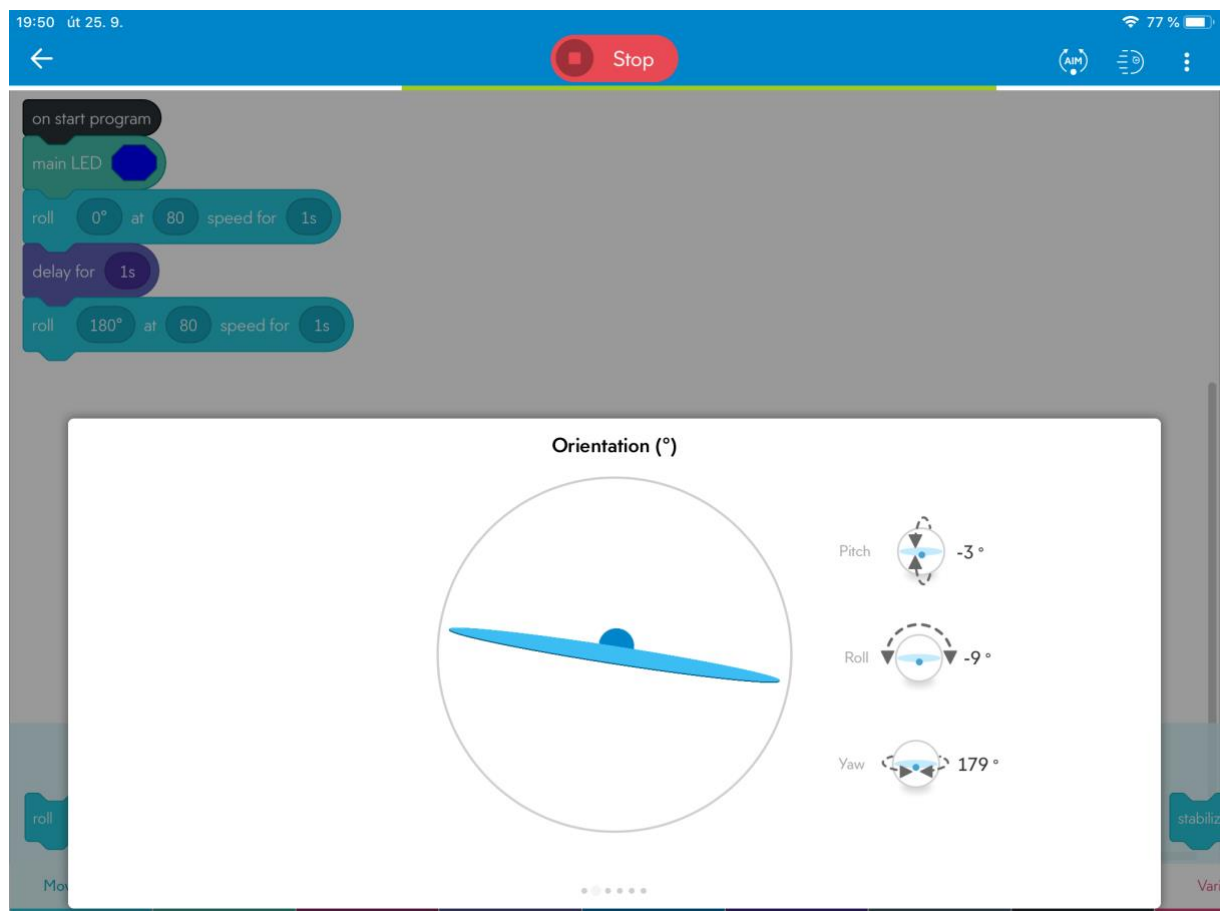 19:50 út 25. 9. 77 %
Stop
AIM
on start program
main LED
roll 0° at 80 speed for 1s
delay for 1s
roll 180° at 80 speed for 1s
Orientation (°)
Pitch -3 °
Roll -9 °
Yaw 179 °
roll
stabiliz
Mov
Vari